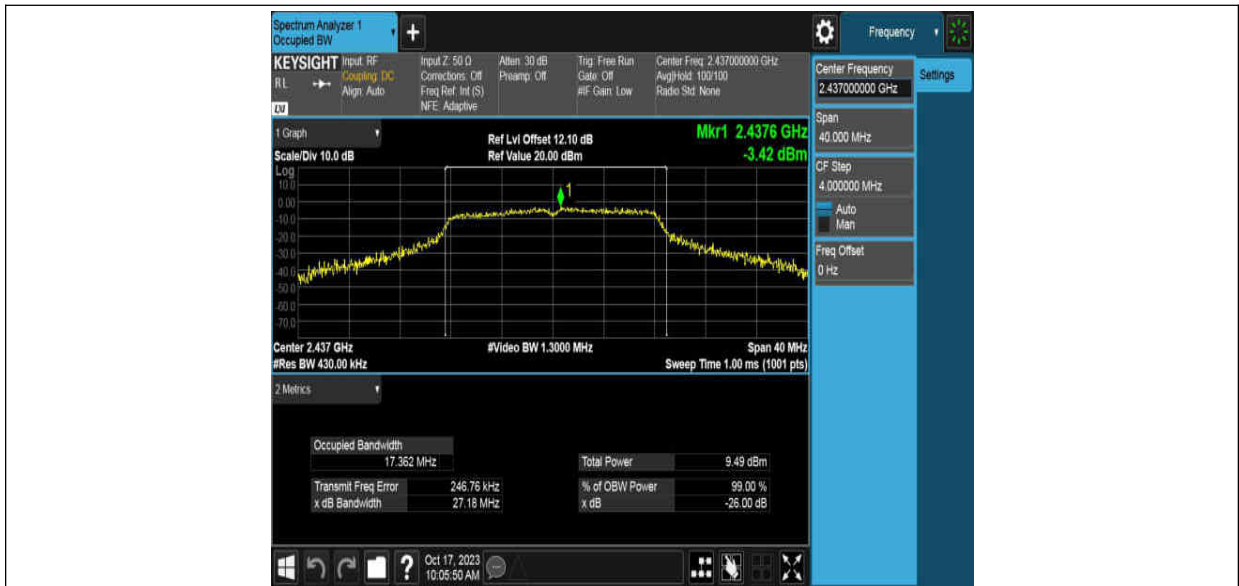 Spectrum Analyzer 1
Occupied BW
+
Frequency
KEYSIGHT
RL
LXI
Input: RF
Coupling: DC
Align: Auto
Input Z: 50 Ω
Corrections: Off
Freq Ref: Int (S)
NFE: Adaptive
Atten: 30 dB
Preamp: Off
Trig: Free Run
Gate: Off
#IF Gain: Low
Center Freq: 2.437000000 GHz
Avg|Hold: 100/100
Radio Std: None
Center Frequency
2.437000000 GHz
Settings
Span
40.000 MHz
CF Step
4.000000 MHz
Auto
Man
Freq Offset
0 Hz
1 Graph
Scale/Div 10.0 dB
Ref Lvl Offset 12.10 dB
Ref Value 20.00 dBm
Mkr1 2.4376 GHz
-3.42 dBm
Log
10.0
0.00
-10.0
-20.0
-30.0
-40.0
-50.0
-60.0
-70.0
1
Center 2.437 GHz
#Res BW 430.00 kHz
#Video BW 1.3000 MHz
Span 40 MHz
Sweep Time 1.00 ms (1001 pts)
2 Metrics
Occupied Bandwidth
17.362 MHz
Total Power 9.49 dBm
Transmit Freq Error 246.76 kHz
% of OBW Power 99.00 %
x dB Bandwidth 27.18 MHz
x dB -26.00 dB
?
Oct 17, 2023
10:05:50 AM